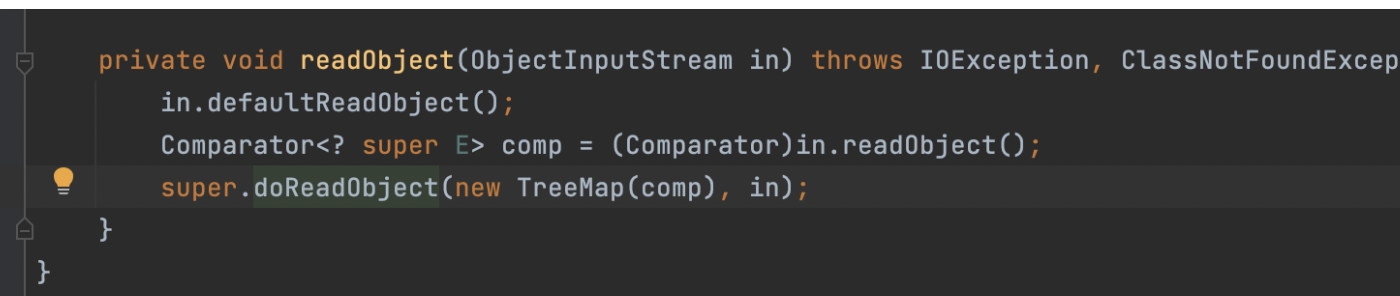 private void readObject(ObjectInputStream in) throws IOException, ClassNotFoundExcep
in.defaultReadObject();
Comparator<? super E> comp = (Comparator)in.readObject();
super.doReadObject(new TreeMap(comp), in);
}
}